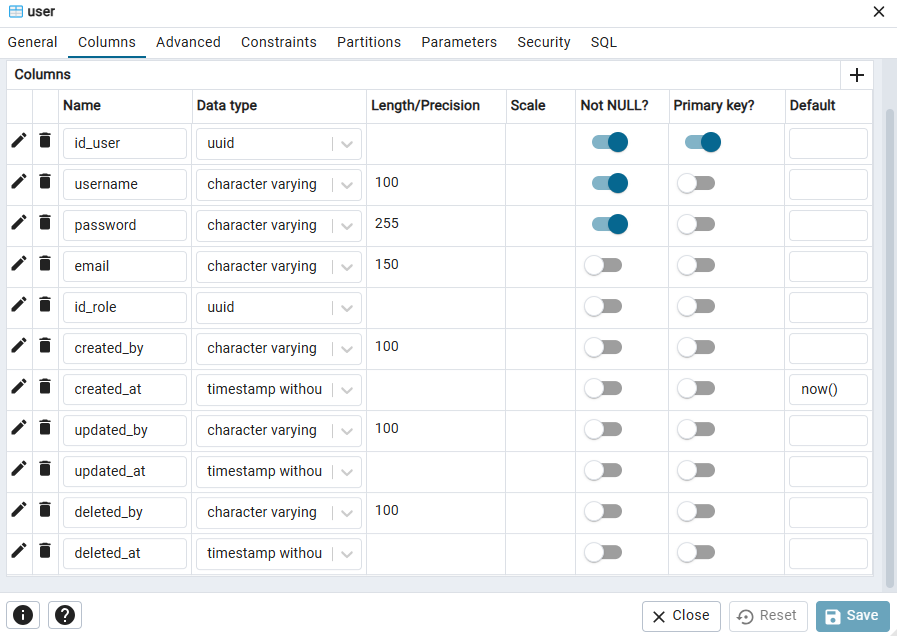 user
General Columns Advanced Constraints Partitions Parameters Security SQL
Columns
Name Data type Length/Precision Scale Not NULL? Primary key? Default
id_user uuid
username character varying 100
password character varying 255
email character varying 150
id_role uuid
created_by character varying 100
created_at timestamp withou now()
updated_by character varying 100
updated_at timestamp withou
deleted_by character varying 100
deleted_at timestamp withou
Close Reset Save